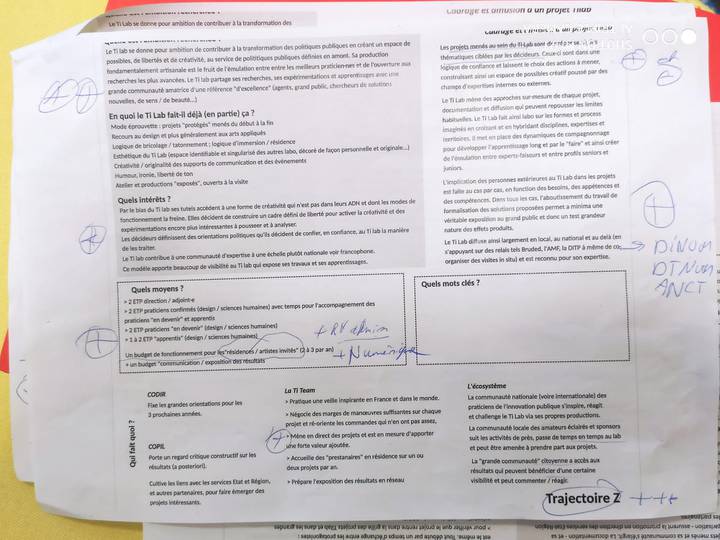 Le Ti Lab se donne pour ambition de contribuer à la transformation des
Courage et diffusion d'un projet Tilab
Le Ti Lab se donne pour ambition de contribuer à la transformation des politiques publiques en créant un espace de
possibles, de libertés et de créativité, au service de politiques publiques définies en amont. Sa production
fondamentalement artisanale est le fruit de l'émulation entre entre les meilleurs praticien·nes et de l'ouverture aux
recherches les plus avancées. Le Ti lab partage ses recherches, ses expérimentations et apprentissages avec une
grande communauté amatrice d'une référence "d'excellence" (agents, grand public, chercheurs de solutions
nouvelles, de sens / de beauté...)
En quoi le Ti Lab fait-il déjà (en partie) ça ?
Mode éprouvette : projets "protégés" menés du début à la fin
Recours au design et plus généralement aux arts appliqués
Logique de bricolage / tatonnement ; logique d'immersion / résidence
Esthétique du Ti Lab (espace identifiable et singularisé des autres labo, décoré de façon personnelle et originale...)
Créativité / originalité des supports de communication et des événements
Humour, ironie, liberté de ton
Atelier et productions "exposés", ouverts à la visite
Quels intérêts ?
Par le biais du Ti Lab ses tutelles accèdent à une forme de créativité qui n'est pas dans leurs ADN et dont les modes de
fonctionnement la freine. Elles décident de construire un cadre défini de liberté pour activer la créativité et des
expérimentations encore plus intéressantes à pousser et à analyser.
Les décideurs définissent des orientations politiques qu'ils décident de confier, en confiance, au Ti Lab la manière
de les traiter.
Le Ti Lab contribue à une communauté d'expertise à une échelle plutôt nationale voir francophone.
Ce modèle apporte beaucoup de visibilité au Ti lab qui expose ses travaux et ses apprentissages.
Les projets menés au sein du Ti Lab sont
thématiques ciblées par les décideurs. Ceux-ci sont dans une
logique de confiance et laissent le choix des actions à mener,
construisant ainsi un espace de possibles créatif poussé par des
champs d'expertises internes ou externes.
Le Ti Lab mène des approches sur-mesure de chaque projet,
documentation et diffusion qui peuvent repousser les limites
habituelles. Le Ti Lab fait ainsi labo sur les formes et process
imaginés en croisant et en hybridant disciplines, expertises et
territoires. Il met en place des dynamiques de compagnonnage
pour développer l'apprentissage long et par le "faire" et ainsi créer
de l'émulation entre experts-faiseurs et entre profils seniors et
juniors.
L'implication des personnes extérieures au Ti Lab dans les projets
est faite au cas par cas, en fonction des besoins, des appétences et
des compétences. Dans tous les cas, l'aboutissement du travail de
formalisation des solutions proposées permet a minima une
véritable exposition au grand public et donc un test grandeur
nature des effets produits.
Le Ti Lab diffuse ainsi largement en local, au national et au delà (en
s'appuyant sur des relais tels Bruded, l'AMF, la DITP à même de co-
organiser des visites in situ) et est reconnu pour son expertise.
DINUM
DTNUM
ANCT
Quels moyens ?
> 2 ETP direction / adjoint·e
> 2 ETP praticiens confirmés (design / sciences humaines) avec temps pour l'accompagnement des
praticiens "en devenir" et apprentis
> 2 ETP praticiens "en devenir" (design / sciences humaines)
> 1 à 2 ETP "apprentis" (design / sciences humaines)
Un budget de fonctionnement pour les "résidences / artistes invités" (2 à 3 par an)
+ un budget "communication / exposition des résultats
+ Numérique
Quels mots clés ?
Qui fait quoi ?
CODIR
Fixe les grandes orientations pour les
3 prochaines années.
COPIL
Porte un regard critique constructif sur les
résultats (a posteriori).
Cultive les liens avec les services Etat et Région,
et autres partenaires, pour faire émerger des
projets intéressants.
La Ti Team
> Pratique une veille inspirante en France et dans le monde.
> Négocie des marges de manœuvres suffisantes sur chaque
projet et ré-oriente les commandes qui n'en ont pas assez,
> Mène en direct des projets et est en mesure d'apporter
une forte valeur ajoutée.
> Accueille des "prestataires" en résidence sur un ou
deux projets par an.
> Prépare l'exposition des résultats en réseau
L'écosystème
La communauté nationale (voire internationale) des
praticiens de l'innovation publique s'inspire, réagit
et challenge le Ti Lab via ses propres productions.
La communauté locale des amateurs éclairés et sponsors
suit les activités de près, passe de temps en temps au lab
et peut être amenée à prendre part aux projets.
La "grande communauté" citoyenne a accès aux
résultats qui peuvent bénéficier d'une certaine
visibilité et peut commenter / réagir.
Trajectoire Z +++